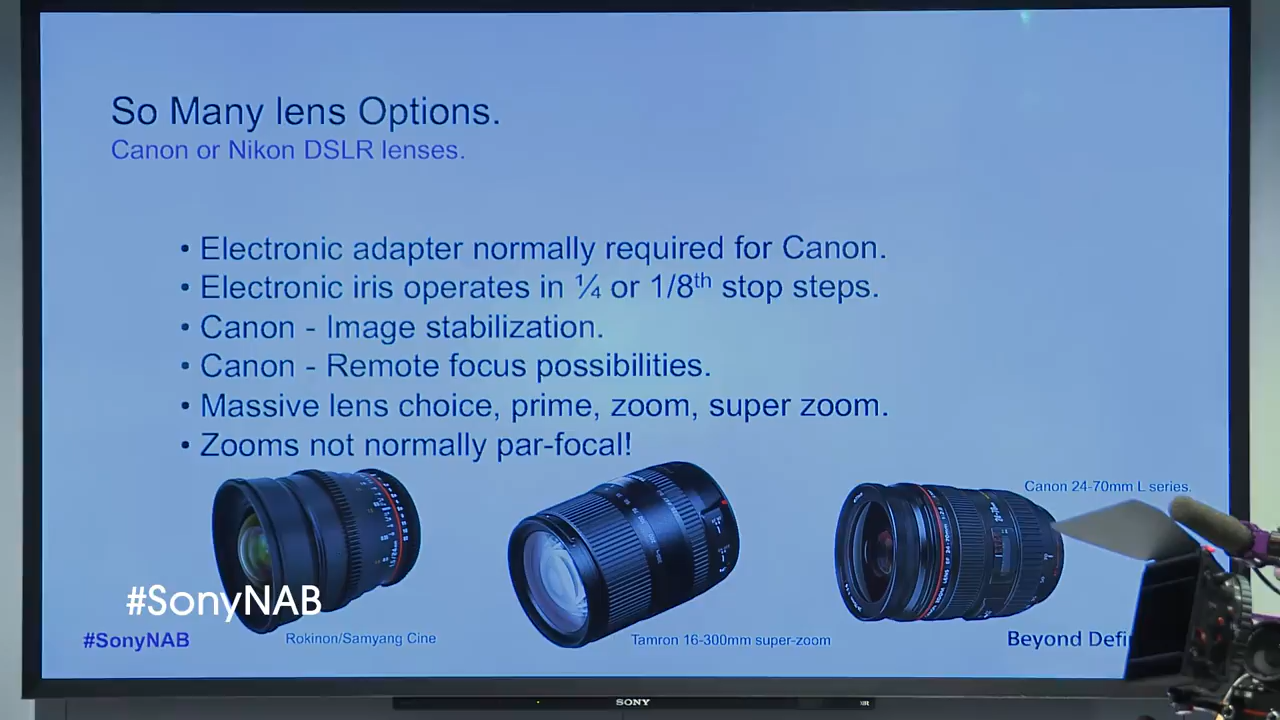 So Many lens Options.
Canon or Nikon DSLR lenses.
• Electronic adapter normally required for Canon.
• Electronic iris operates in ¼ or 1/8th stop steps.
• Canon - Image stabilization.
• Canon - Remote focus possibilities.
• Massive lens choice, prime, zoom, super zoom.
• Zooms not normally par-focal!
Canon 24-70mm L series.
#SonyNAB
#SonyNAB
Rokinon/Samyang Cine
Tamron 16-300mm super-zoom
Beyond Defi
SONY